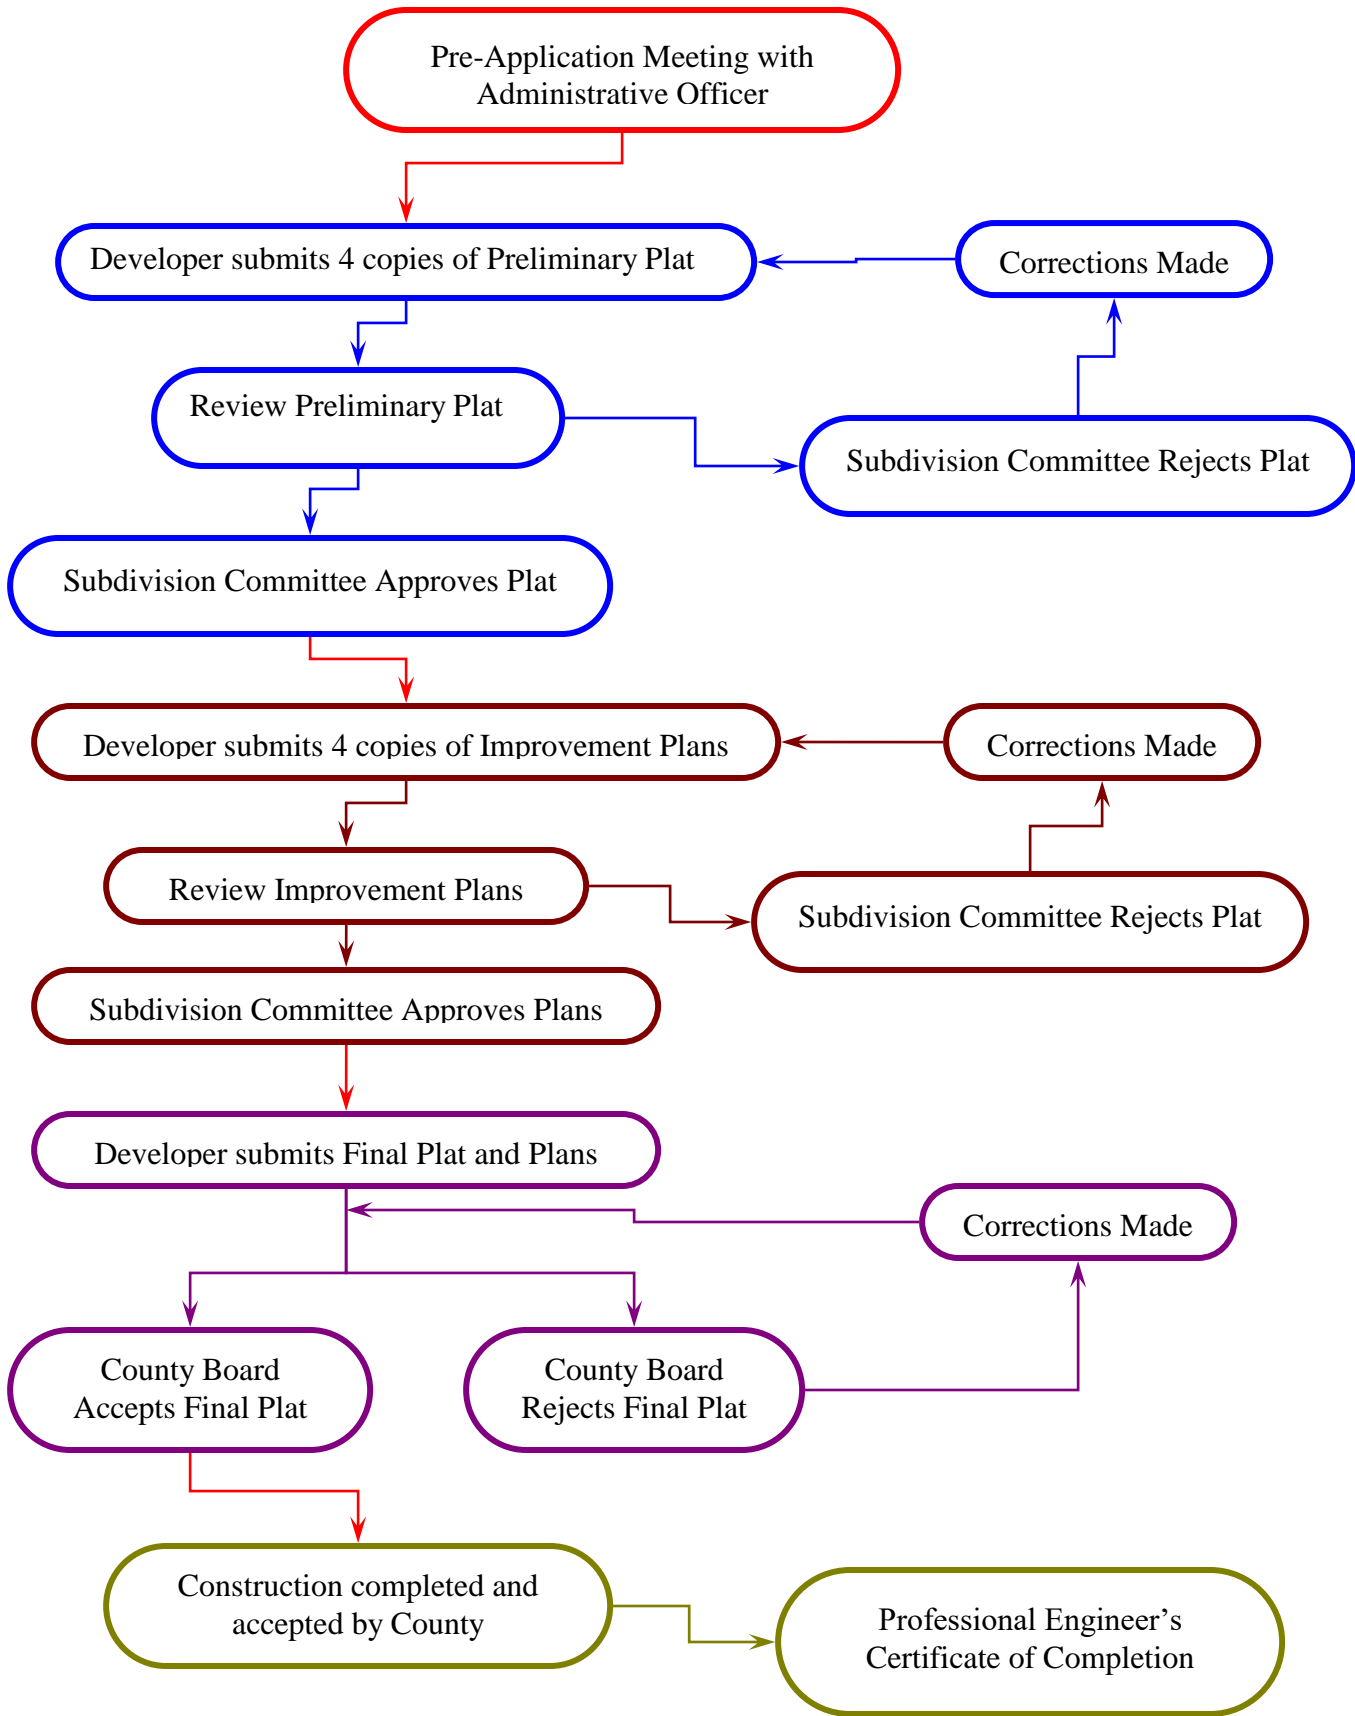 Pre-Application Meeting with
Administrative Officer
Developer submits 4 copies of Preliminary Plat
Corrections Made
Review Preliminary Plat
Subdivision Committee Rejects Plat
Subdivision Committee Approves Plat
Developer submits 4 copies of Improvement Plans
Corrections Made
Review Improvement Plans
Subdivision Committee Rejects Plat
Subdivision Committee Approves Plans
Developer submits Final Plat and Plans
Corrections Made
County Board
Accepts Final Plat
County Board
Rejects Final Plat
Construction completed and
accepted by County
Professional Engineer’s
Certificate of Completion